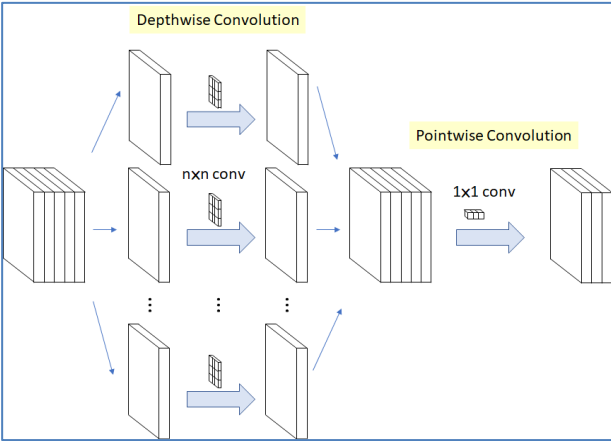 Depthwise Convolution
Pointwise Convolution
nxn conv
1x1 conv